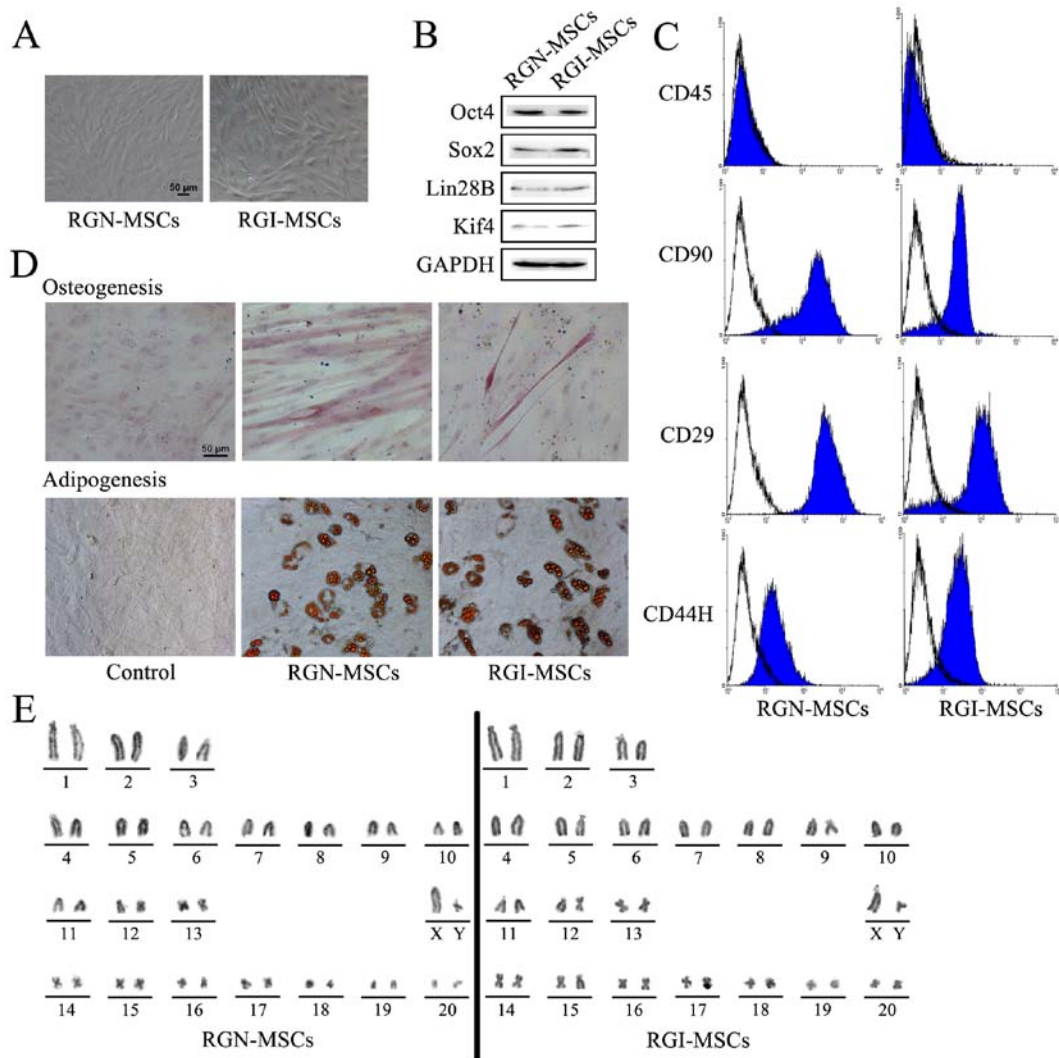 A
50 µm
RGN-MSCs RGI-MSCs
B
RGN-MSCs RGI-MSCs
Oct4
Sox2
Lin28B
Kif4
GAPDH
C
CD45
CD90
CD29
CD44H
RGN-MSCs RGI-MSCs
D
Osteogenesis
50 µm
Adipogenesis
Control RGN-MSCs RGI-MSCs
E
1 2 3
4 5 6 7 8 9 10
11 12 13 X Y
14 15 16 17 18 19 20
RGN-MSCs
1 2 3
4 5 6 7 8 9 10
11 12 13 X Y
14 15 16 17 18 19 20
RGI-MSCs